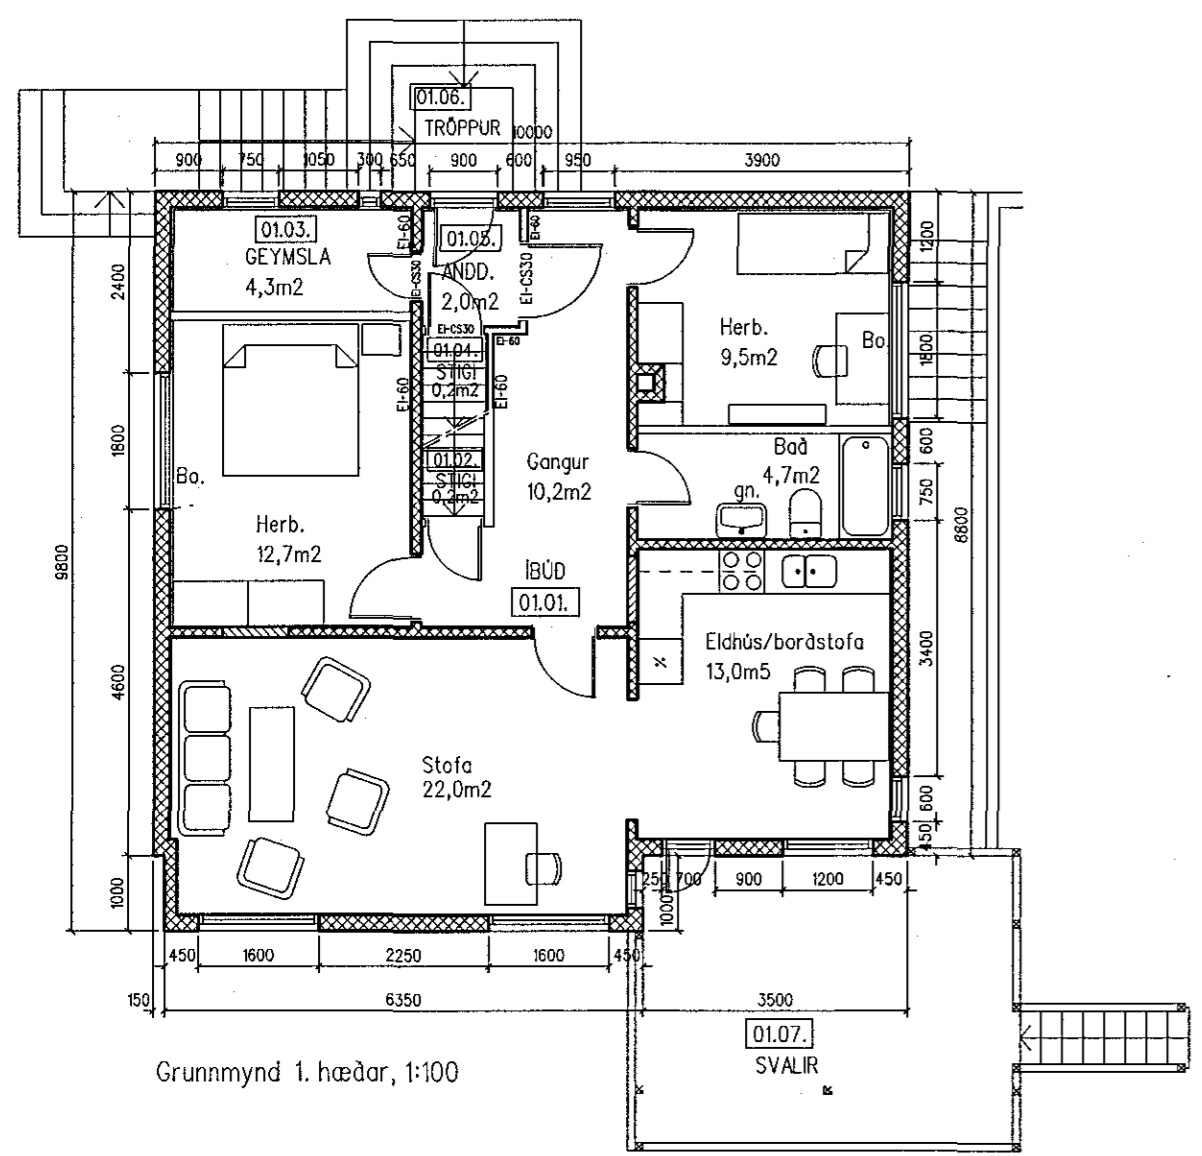 01.06.
TRÖPPUR
10000
900 750 1050 300 650 900 600 950 3900
01.03.
GEYMSLA
4,3m2
EI-60
EI-CS30
01.05.
ANDD.
2,0m2
EI-60
EI-CS30
EI-CS30
EI-60
01.04.
STIGI
0,2m2
EI-60
EI-60
01.02.
STIGI
0,2m2
Herb.
9,5m2
Bo.
Bað
4,7m2
gn.
Gangur
10,2m2
Bo.
Herb.
12,7m2
ÍBÚÐ
01.01.
Eldhús/borðstofa
13,0m5
%
Stofa
22,0m2
2400
1800
4600
1000
9800
1200
1800
600
750
3400
600
450
8800
250 700 900 1200 450
1000
450 1600 2250 1600 450
150 6350 3500
01.07.
SVALIR
Grunnmynd 1. hæðar, 1:100